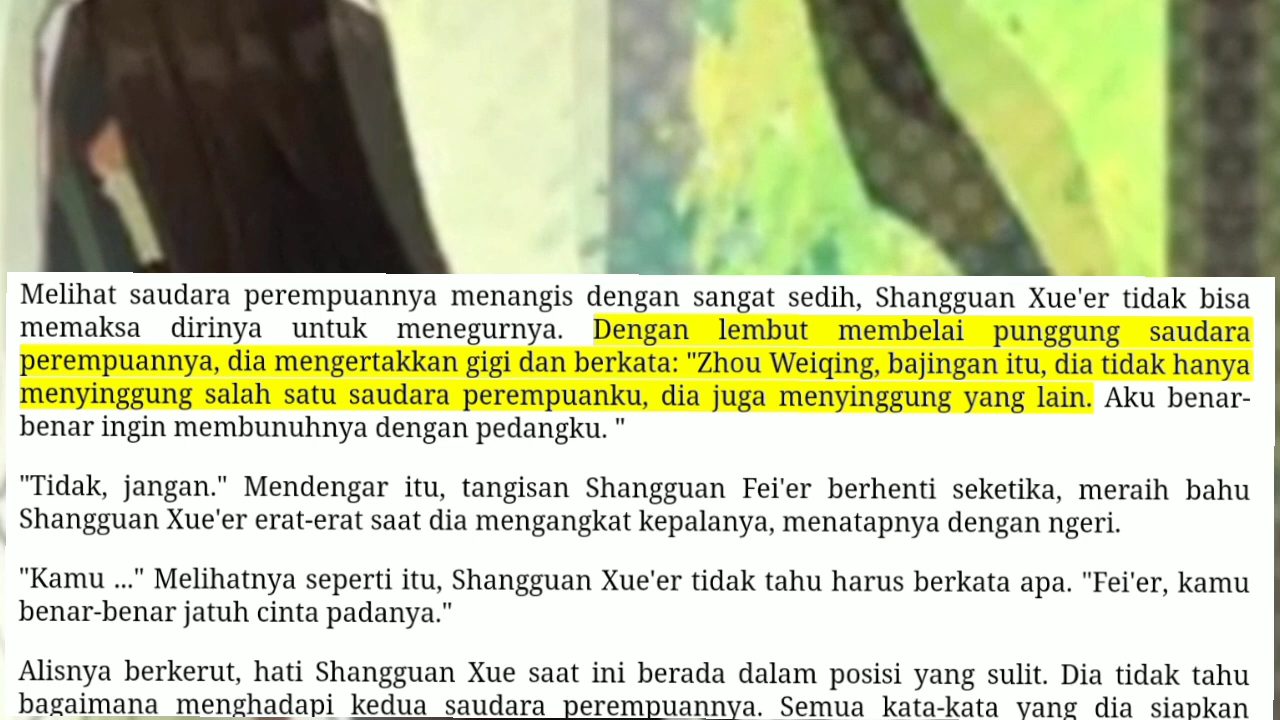 Melihat saudara perempuannya menangis dengan sangat sedih, Shangguan Xue'er tidak bisa
memaksa dirinya untuk menegurnya. Dengan lembut membelai punggung saudara
perempuannya, dia mengertakkan gigi dan berkata: "Zhou Weiqing, bajingan itu, dia tidak hanya
menyinggung salah satu saudara perempuanku, dia juga menyinggung yang lain. Aku benar-
benar ingin membunuhnya dengan pedangku. "
"Tidak, jangan." Mendengar itu, tangisan Shangguan Fei'er berhenti seketika, meraih bahu
Shangguan Xue'er erat-erat saat dia mengangkat kepalanya, menatapnya dengan ngeri.
"Kamu ..." Melihatnya seperti itu, Shangguan Xue'er tidak tahu harus berkata apa. "Fei'er, kamu
benar-benar jatuh cinta padanya."
Alisnya berkerut, hati Shangguan Xue saat ini berada dalam posisi yang sulit. Dia tidak tahu
bagaimana menghadapi kedua saudara perempuannya. Semua kata-kata yang dia siapkan